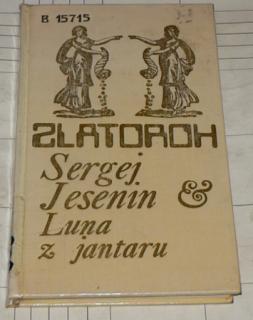 B 15715
ZLATOROH
Sergej
Jesenin &
Luna
z jantaru